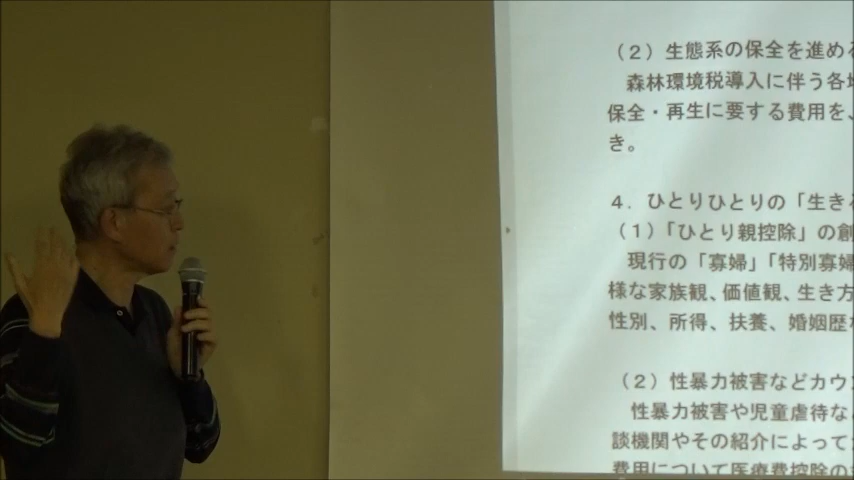 （２）生態系の保全を進め
森林環境税導入に伴う各
保全・再生に要する費用を、
き。
４．ひとりひとりの「生き
（１）「ひとり親控除」の創
現行の「寡婦」「特別寡婦
様な家族観、価値観、生き方
性別、所得、扶養、婚姻歴
（２）性暴力被害などカウ
性暴力被害や児童虐待な
談機関やその紹介によって
費用について医療費控除の